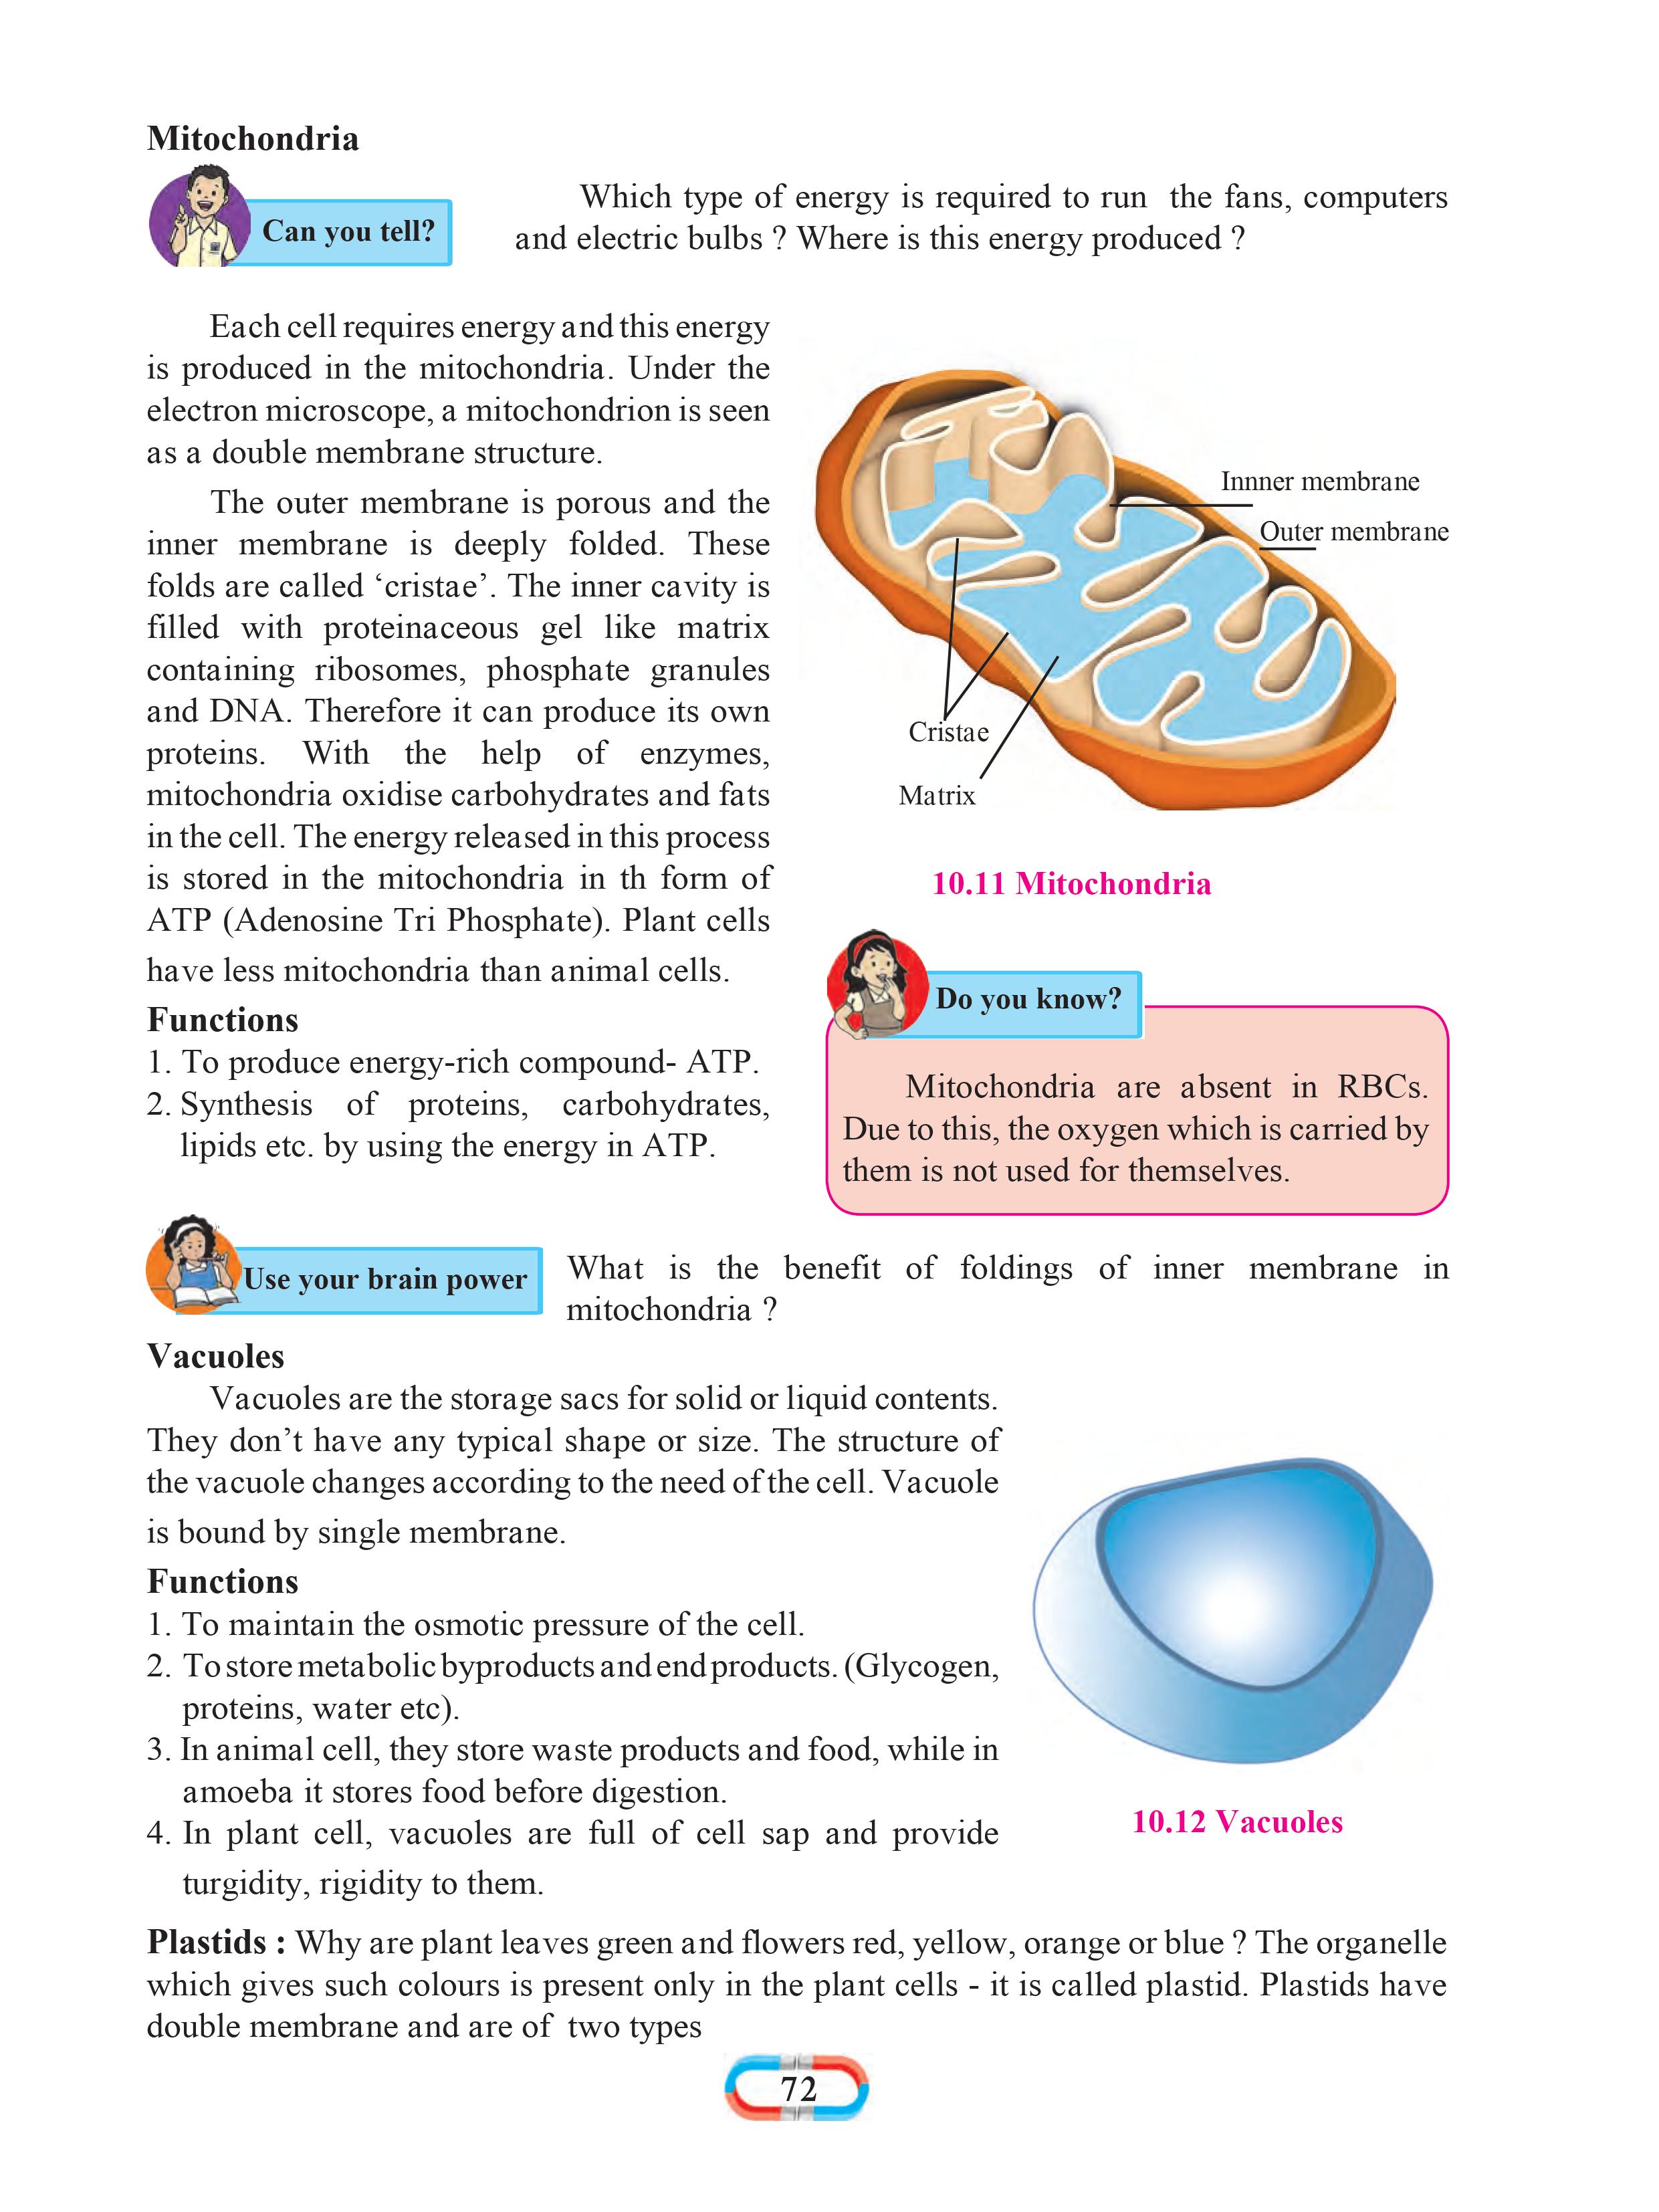 Mitochondria
Can you tell?
Which type of energy is required to run the fans, computers
and electric bulbs ? Where is this energy produced ?
Each cell requires energy and this energy
is produced in the mitochondria. Under the
electron microscope, a mitochondrion is seen
as a double membrane structure.
The outer membrane is porous and the
inner membrane is deeply folded. These
folds are called ‘cristae’. The inner cavity is
filled with proteinaceous gel like matrix
containing ribosomes, phosphate granules
and DNA. Therefore it can produce its own
proteins. With the help of enzymes,
mitochondria oxidise carbohydrates and fats
in the cell. The energy released in this process
is stored in the mitochondria in th form of
ATP (Adenosine Tri Phosphate). Plant cells
have less mitochondria than animal cells.
Functions
1. To produce energy-rich compound- ATP.
2. Synthesis of proteins, carbohydrates,
lipids etc. by using the energy in ATP.
Innner membrane
Outer membrane
Cristae
Matrix
10.11 Mitochondria
Do you know?
Mitochondria are absent in RBCs.
Due to this, the oxygen which is carried by
them is not used for themselves.
Use your brain power
What is the benefit of foldings of inner membrane in
mitochondria ?
Vacuoles
Vacuoles are the storage sacs for solid or liquid contents.
They don’t have any typical shape or size. The structure of
the vacuole changes according to the need of the cell. Vacuole
is bound by single membrane.
Functions
1. To maintain the osmotic pressure of the cell.
2. To store metabolic byproducts and end products. (Glycogen,
proteins, water etc).
3. In animal cell, they store waste products and food, while in
amoeba it stores food before digestion.
4. In plant cell, vacuoles are full of cell sap and provide
turgidity, rigidity to them.
10.12 Vacuoles
Plastids : Why are plant leaves green and flowers red, yellow, orange or blue ? The organelle
which gives such colours is present only in the plant cells - it is called plastid. Plastids have
double membrane and are of two types
72